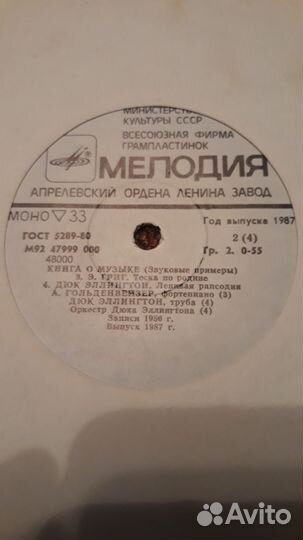 МИНИСТЕРСТВО
КУЛЬТУРЫ СССР
ВСЕСОЮЗНАЯ ФИРМА
ГРАМПЛАСТИНОК
МЕЛОДИЯ
АПРЕЛЕВСКИЙ ОРДЕНА ЛЕНИНА ЗАВОД
МОНО ▽ 33
Год выпуска 1987
ГОСТ 5289-80
2 (4)
М92 47999 000
Гр. 2. 0-55
48000
КНИГА О МУЗЫКЕ (Звуковые примеры)
3. Э. ГРИГ. Тоска по родине
4. ДЮК ЭЛЛИНГТОН. Ленивая рапсодия
А. ГОЛЬДЕНВЕЙЗЕР, фортепиано (3)
ДЮК ЭЛЛИНГТОН, труба (4)
Оркестр Дюка Эллингтона (4)
Записи 1956 г.
Выпуск 1987 г.
Avito